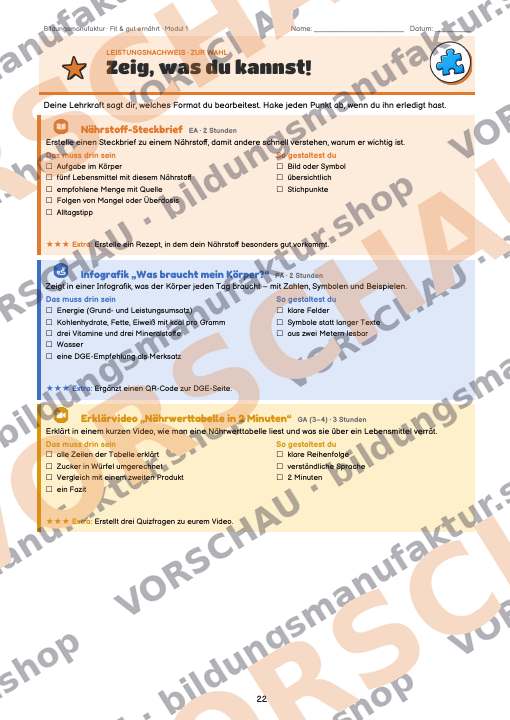 Bildungsmanufaktur · Fit & gut ernährt · Modul 1 Name: ____________________ Datum: ________
LEISTUNGSNACHWEIS · ZUR WAHL
Zeig, was du kannst!
Deine Lehrkraft sagt dir, welches Format du bearbeitest. Hake jeden Punkt ab, wenn du ihn erledigt hast.
Nährstoff-Steckbrief EA · 2 Stunden
Erstelle einen Steckbrief zu einem Nährstoff, damit andere schnell verstehen, warum er wichtig ist.
Das muss drin sein
☐ Aufgabe im Körper
☐ fünf Lebensmittel mit diesem Nährstoff
☐ empfohlene Menge mit Quelle
☐ Folgen von Mangel oder Überdosis
☐ Alltagstipp
So gestaltest du
☐ Bild oder Symbol
☐ übersichtlich
☐ Stichpunkte
★★★ Extra: Erstelle ein Rezept, in dem dein Nährstoff besonders gut vorkommt.
Infografik „Was braucht mein Körper?“ PA · 2 Stunden
Zeigt in einer Infografik, was der Körper jeden Tag braucht – mit Zahlen, Symbolen und Beispielen.
Das muss drin sein
☐ Energie (Grund- und Leistungsumsatz)
☐ Kohlenhydrate, Fette, Eiweiß mit kcal pro Gramm
☐ drei Vitamine und drei Mineralstoffe
☐ Wasser
☐ eine DGE-Empfehlung als Merksatz
So gestaltet du
☐ klare Felder
☐ Symbole statt langer Texte
☐ aus zwei Metern lesbar
★★★ Extra: Ergänzt einen QR-Code zur DGE-Seite.
Erklärvideo „Nährwerttabelle in 2 Minuten“ GA (3–4) · 3 Stunden
Erklärt in einem kurzen Video, wie man eine Nährwerttabelle liest und was sie über ein Lebensmittel verrät.
Das muss drin sein
☐ alle Zeilen der Tabelle erklärt
☐ Zucker in Würfel umgerechnet
☐ Vergleich mit einem zweiten Produkt
☐ ein Fazit
So gestaltest du
☐ klare Reihenfolge
☐ verständliche Sprache
☐ 2 Minuten
★★★ Extra: Erstellt drei Quizfragen zu eurem Video.
VORSCHAU · bildungsmanufaktur.shop
VORSCHAU
22